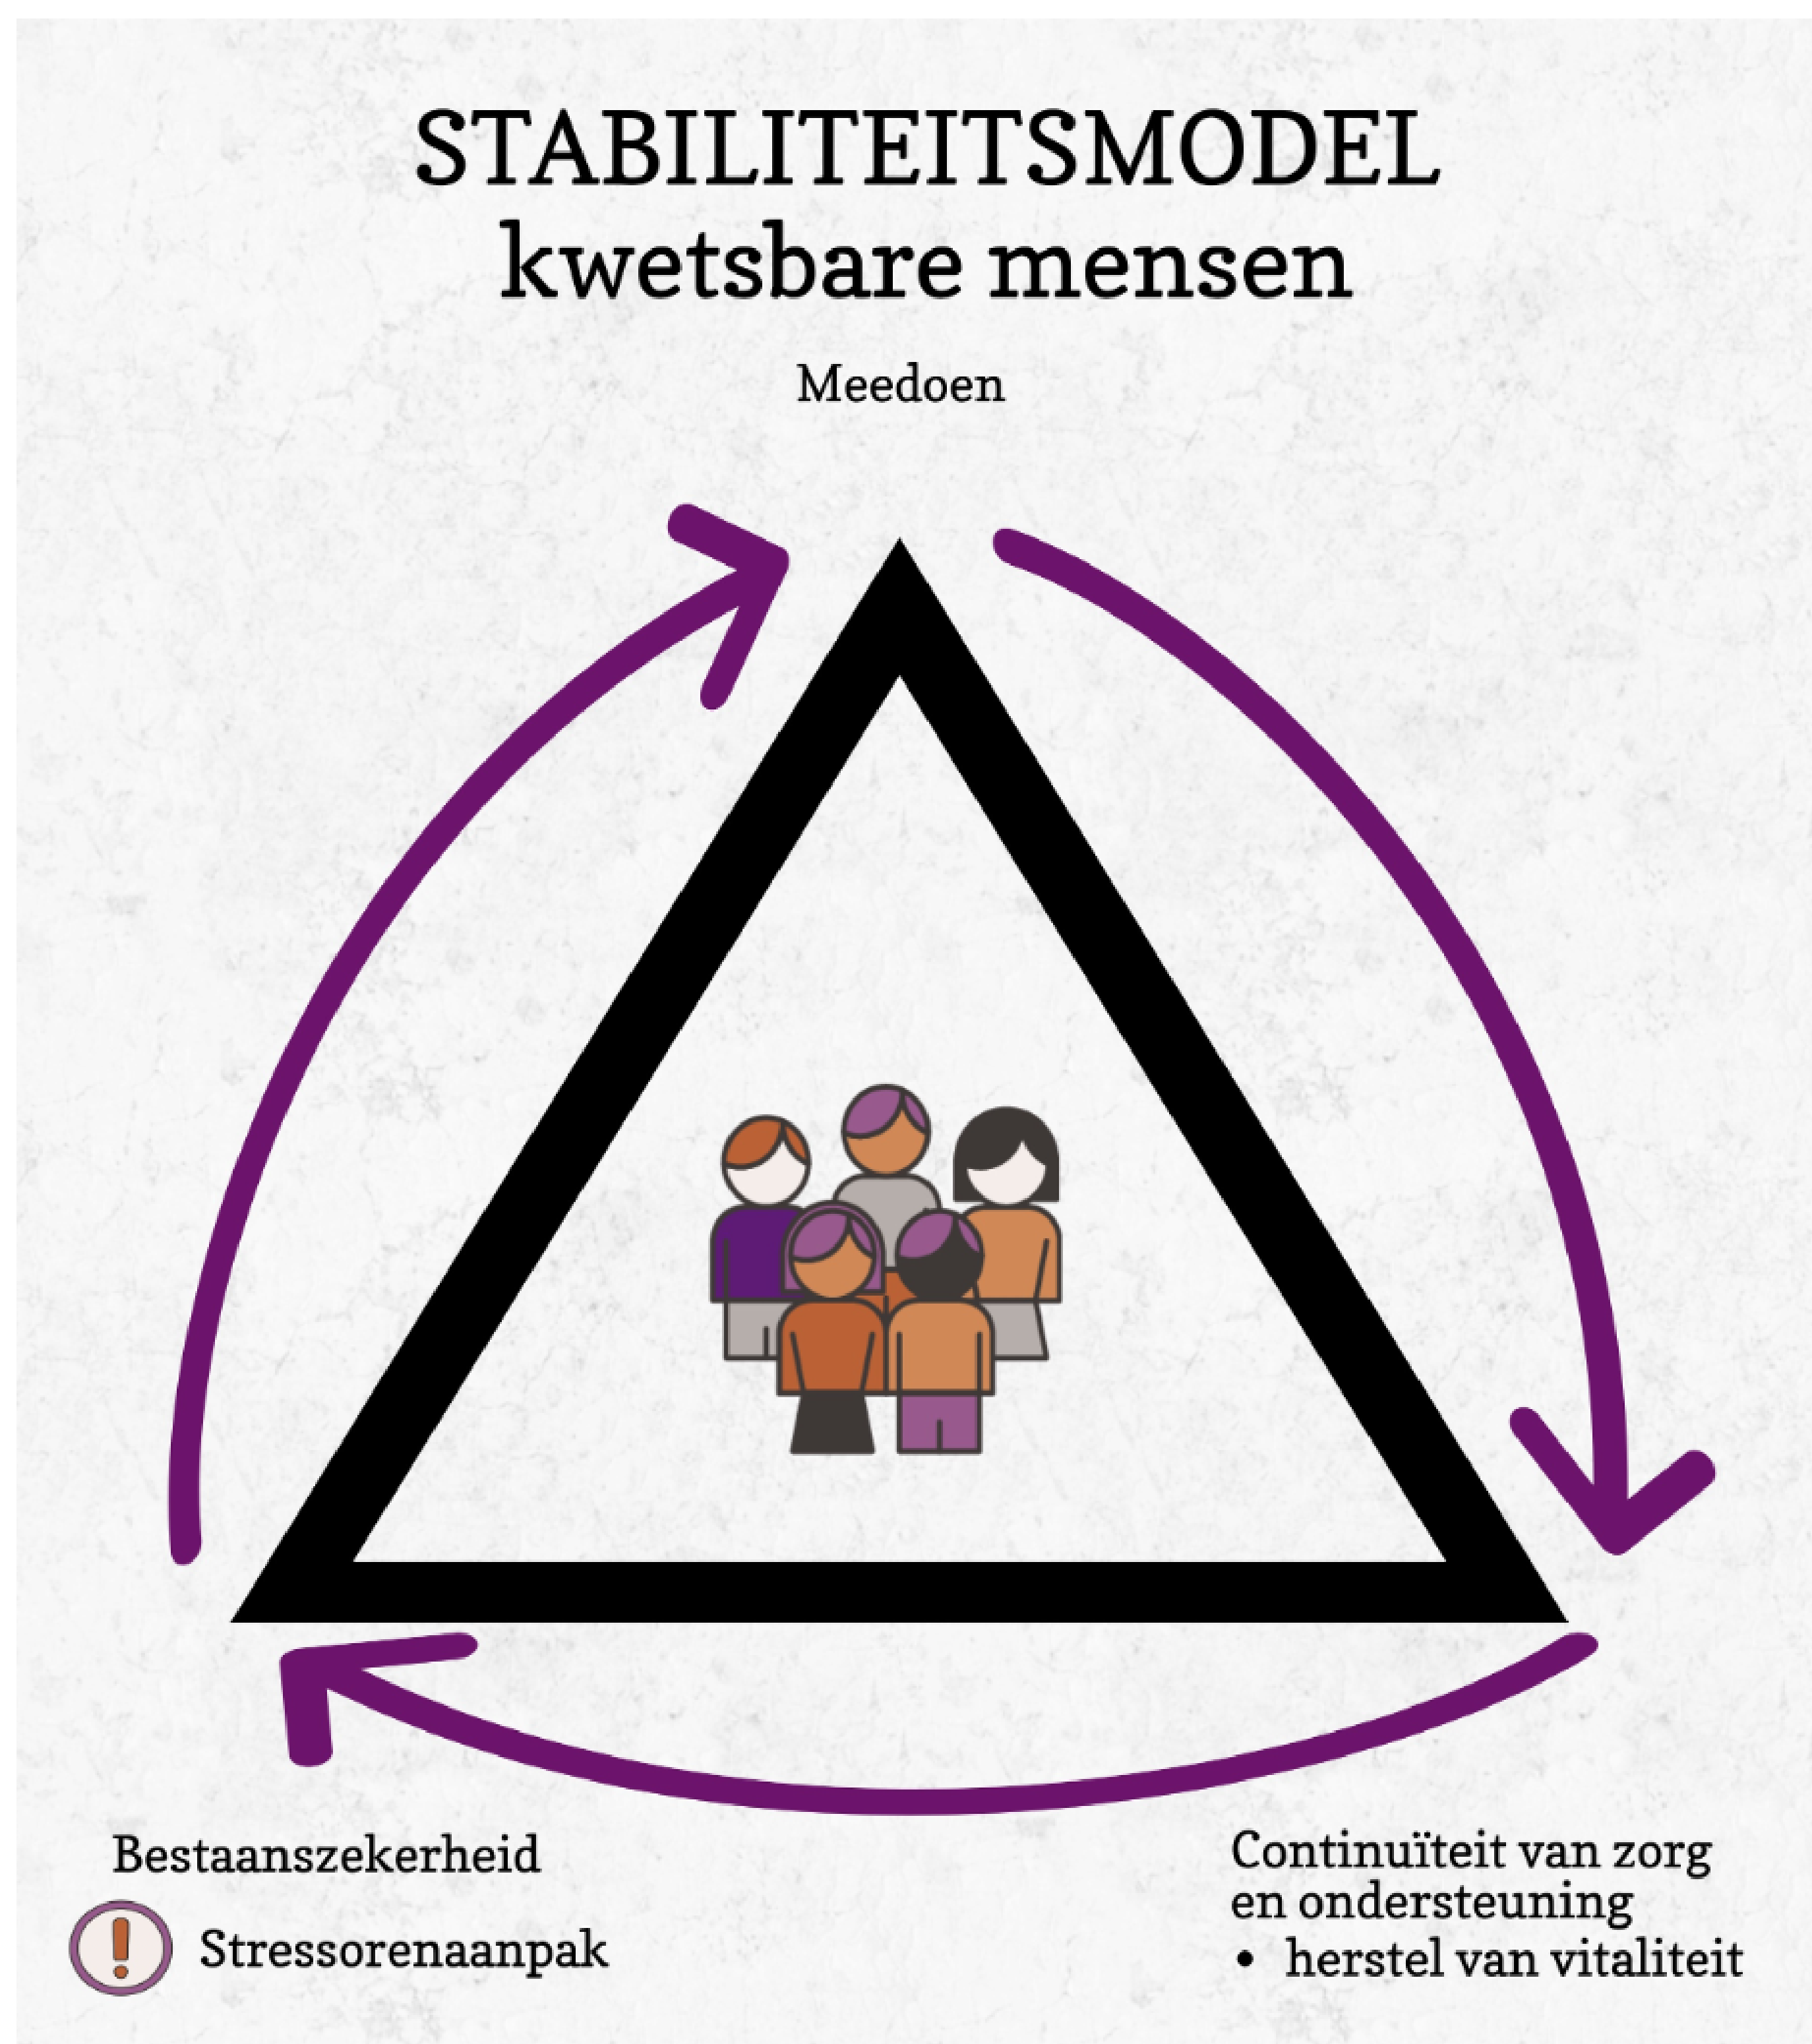 STABILITEITSMODEL
kwetsbare mensen
Meedoen
Bestaanszekerheid
Stressorenaanpak
Continuïteit van zorg
en ondersteuning
• herstel van vitaliteit